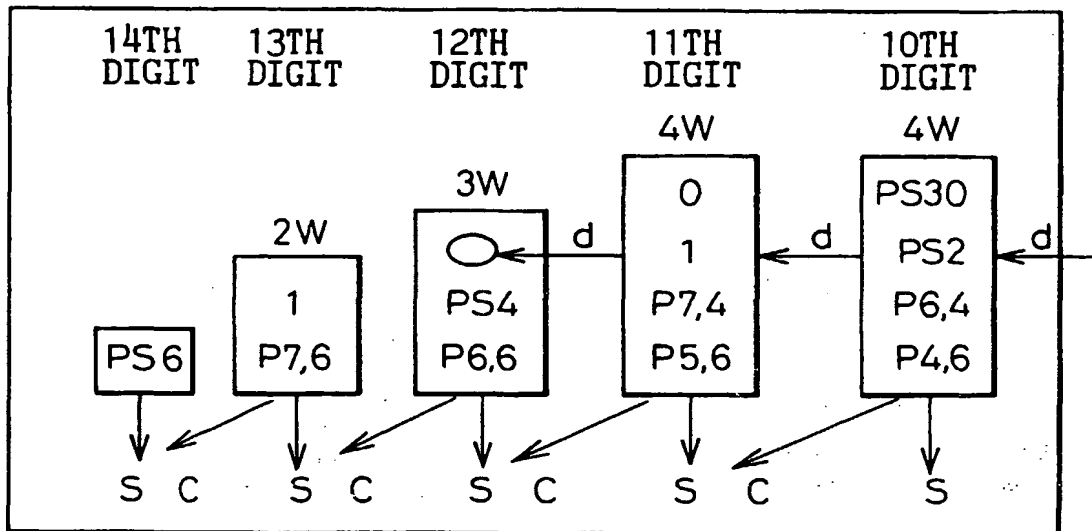 14TH DIGIT
13TH DIGIT
12TH DIGIT
11TH DIGIT
10TH DIGIT
4W 4W
3W
2W
0 PS30
d d d
1 PS2
1 PS4 P7,4 P6,4
PS6 P7,6 P6,6 P5,6 P4,6
S C S C S C S C S